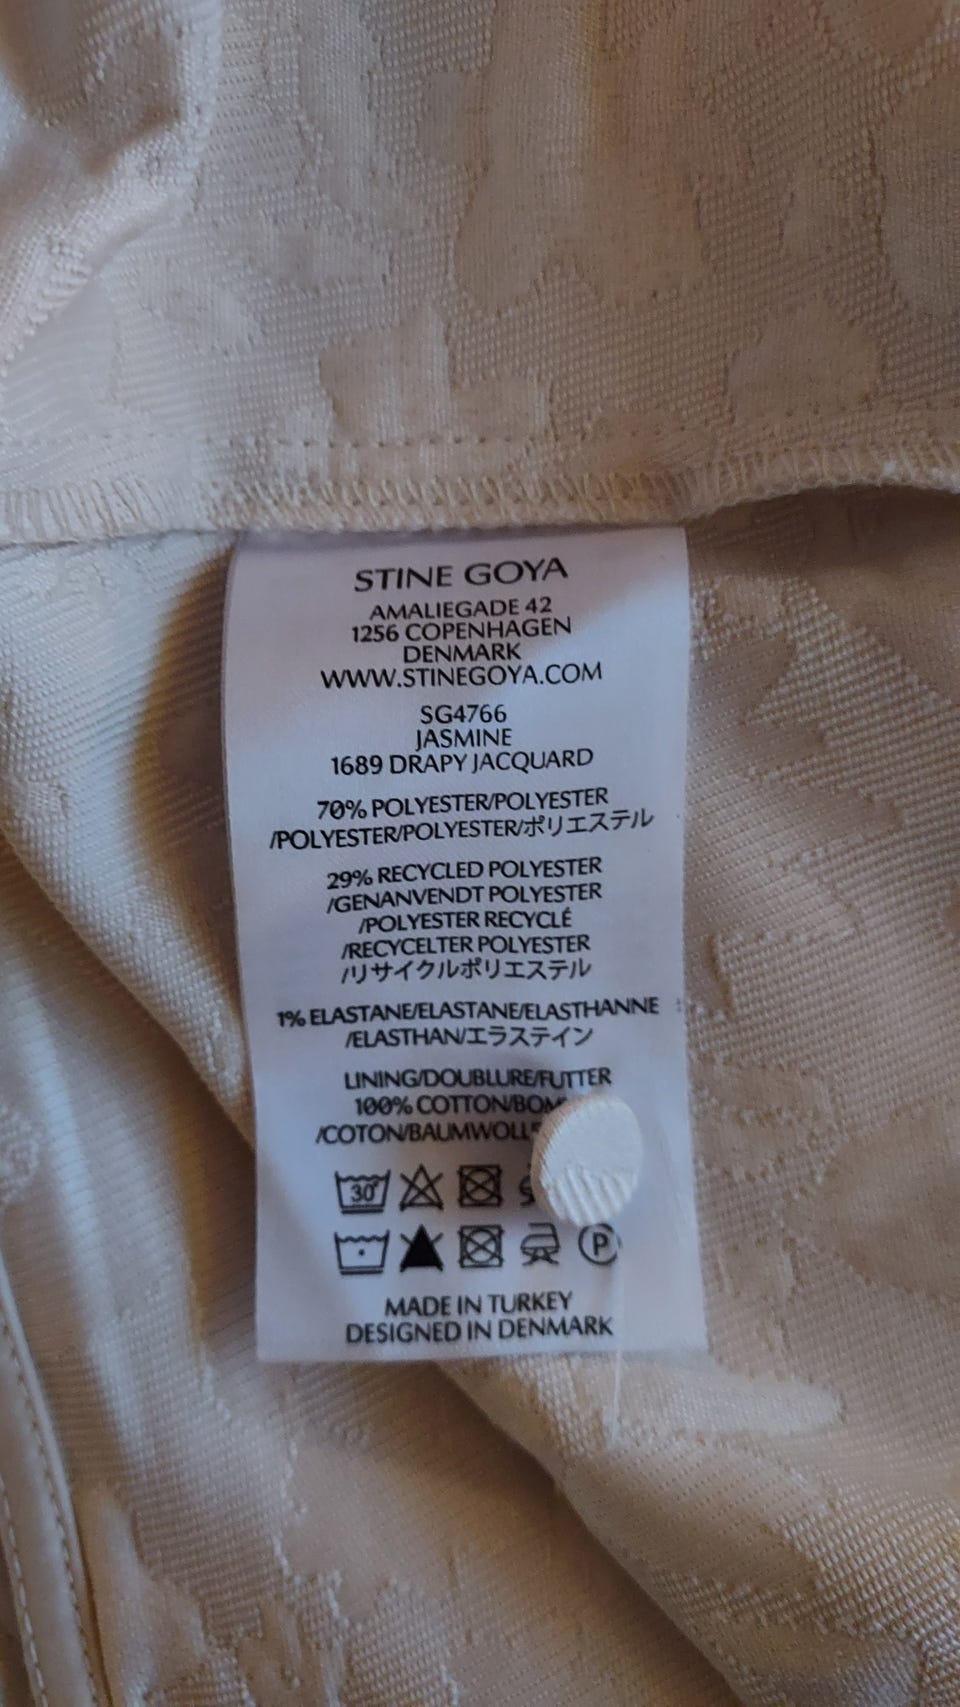 STINE GOYA
AMALIEGADE 42
1256 COPENHAGEN
DENMARK
WWW.STINEGOYA.COM
SG4766
JASMINE
1689 DRAPY JACQUARD
70% POLYESTER/POLYESTER
/POLYESTER/POLYESTER/ポリエステル
29% RECYCLED POLYESTER
/GENANVENDT POLYESTER
/POLYESTER RECYCLÉ
/RECYCELTER POLYESTER
/リサイクルポリエステル
1% ELASTANE/ELASTANE/ELASTHANNE
/ELASTHAN/エラステイン
LINING/DOUBLURE/FUTTER
100% COTTON/
/COTON/
30
P
MADE IN TURKEY
DESIGNED IN DENMARK